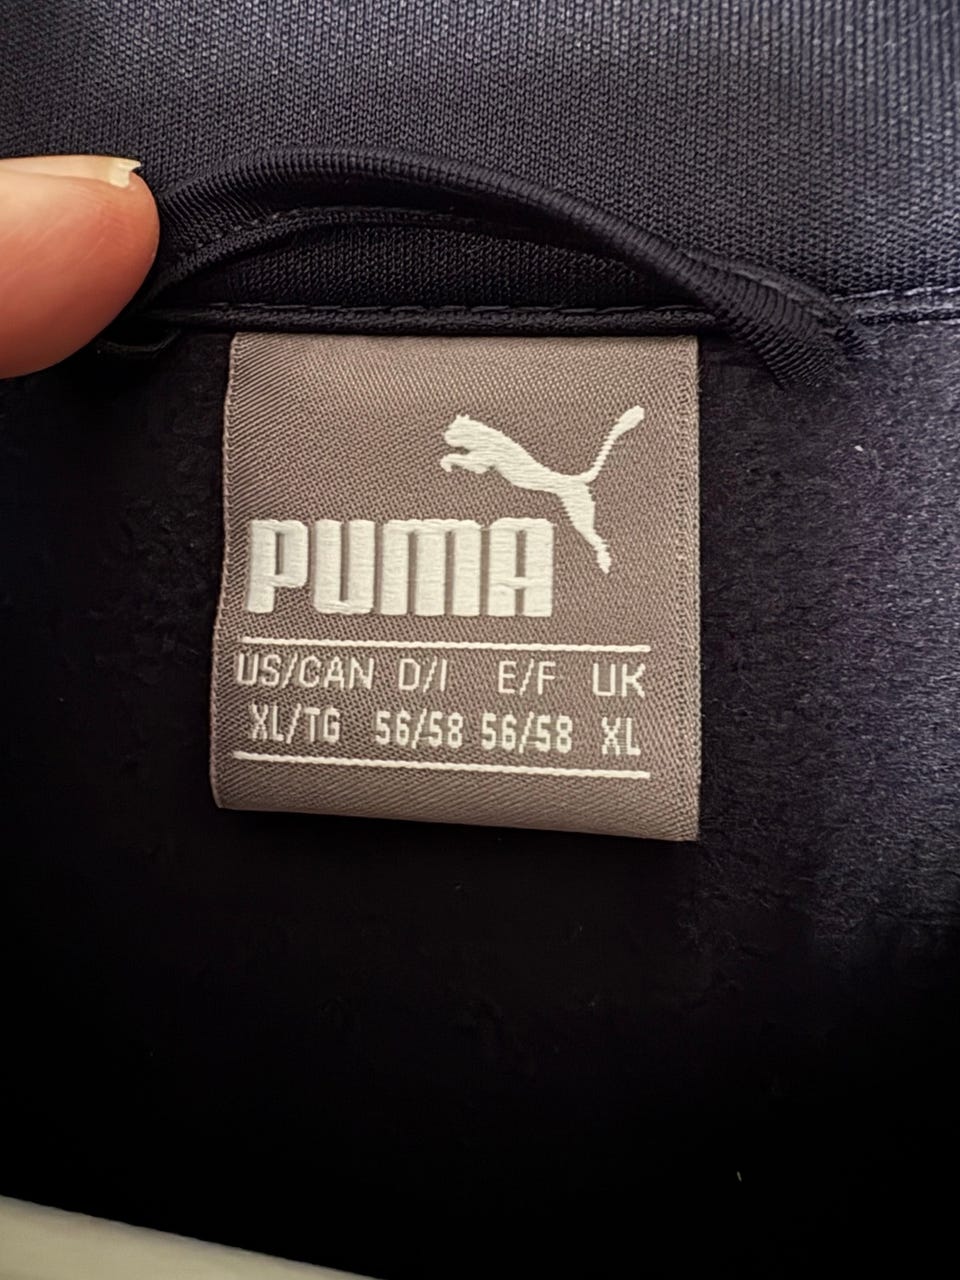 PUMA
US/CAN D/I E/F UK
XL/TG 56/58 56/58 XL